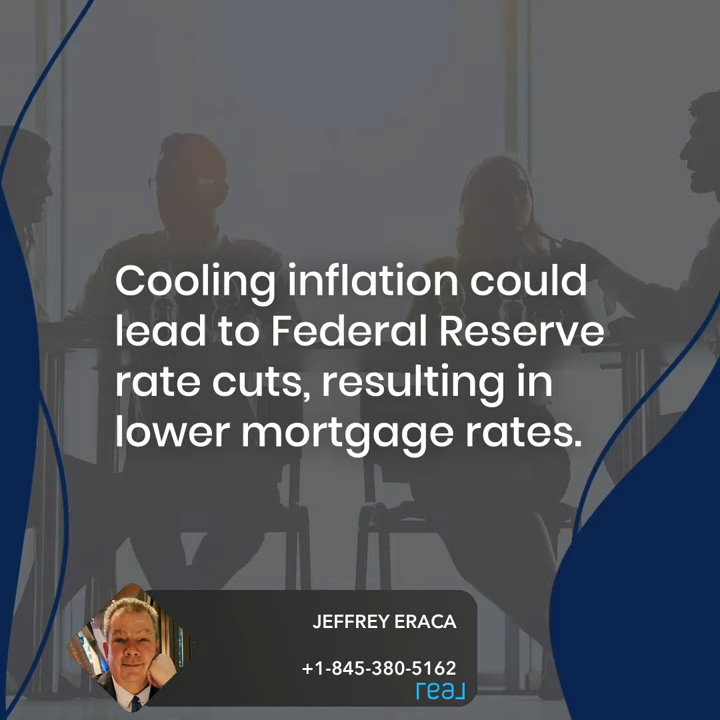 Cooling inflation could
lead to Federal Reserve
rate cuts, resulting in
lower mortgage rates.
JEFFREY ERACA
+1-845-380-5162
real